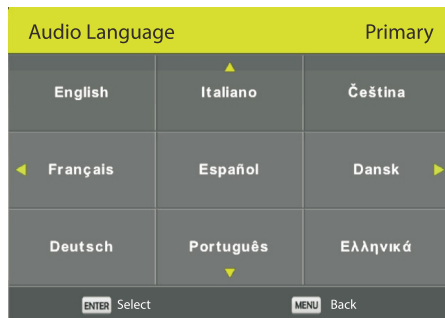 Audio Language Primary
English Italiano Čeština
Français Español Dansk
Deutsch Português Ελληνικά
ENTER Select MENU Back